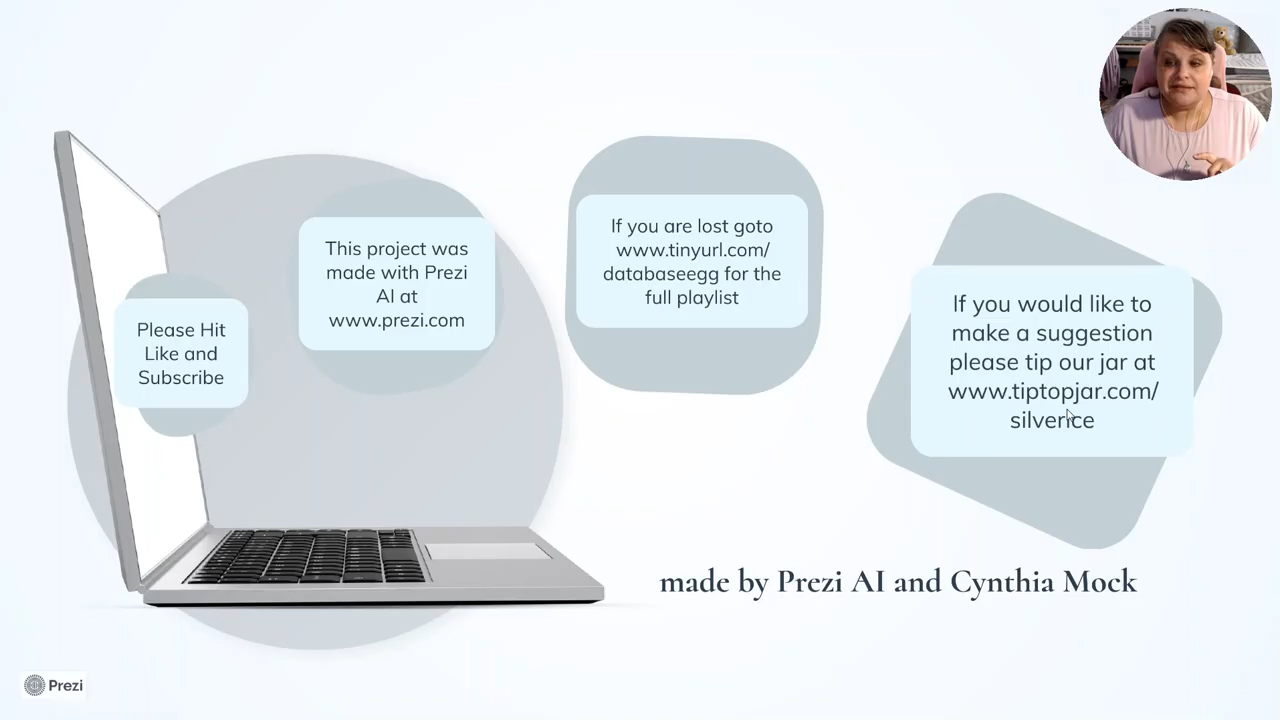 Please Hit
Like and
Subscribe
This project was
made with Prezi
AI at
www.prezi.com
If you are lost goto
www.tinyurl.com/
databaseegg for the
full playlist
If you would like to
make a suggestion
please tip our jar at
www.tiptopjar.com/
silverice
made by Prezi AI and Cynthia Mock
Prezi